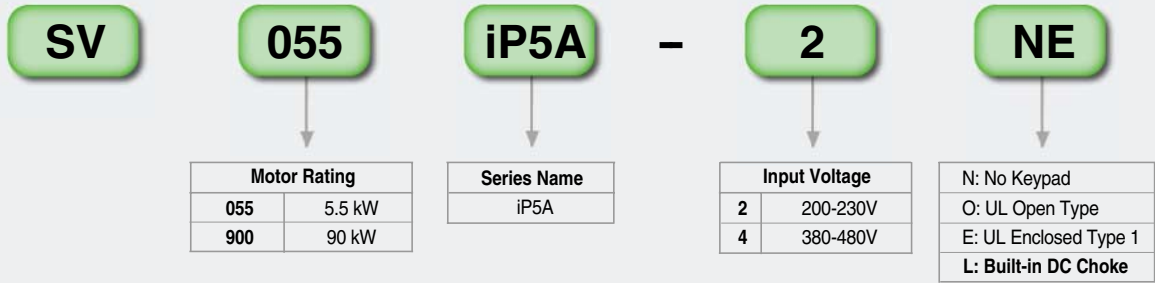 SV 055 iP5A - 2 NE
Motor Rating
055 5.5 kW
900 90 kW
Series Name
iP5A
Input Voltage
2 200-230V
4 380-480V
N: No Keypad
O: UL Open Type
E: UL Enclosed Type 1
L: Built-in DC Choke